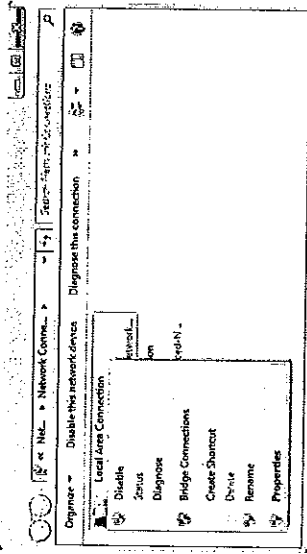 « Net... ▸ Network Conne... ▸
Search Network Connections
Organize Disable this network device Diagnose this connection »
Local Area Connection
Network...
Disable
Status
Diagnose
Bridge Connections
Create Shortcut
Delete
Rename
Properties